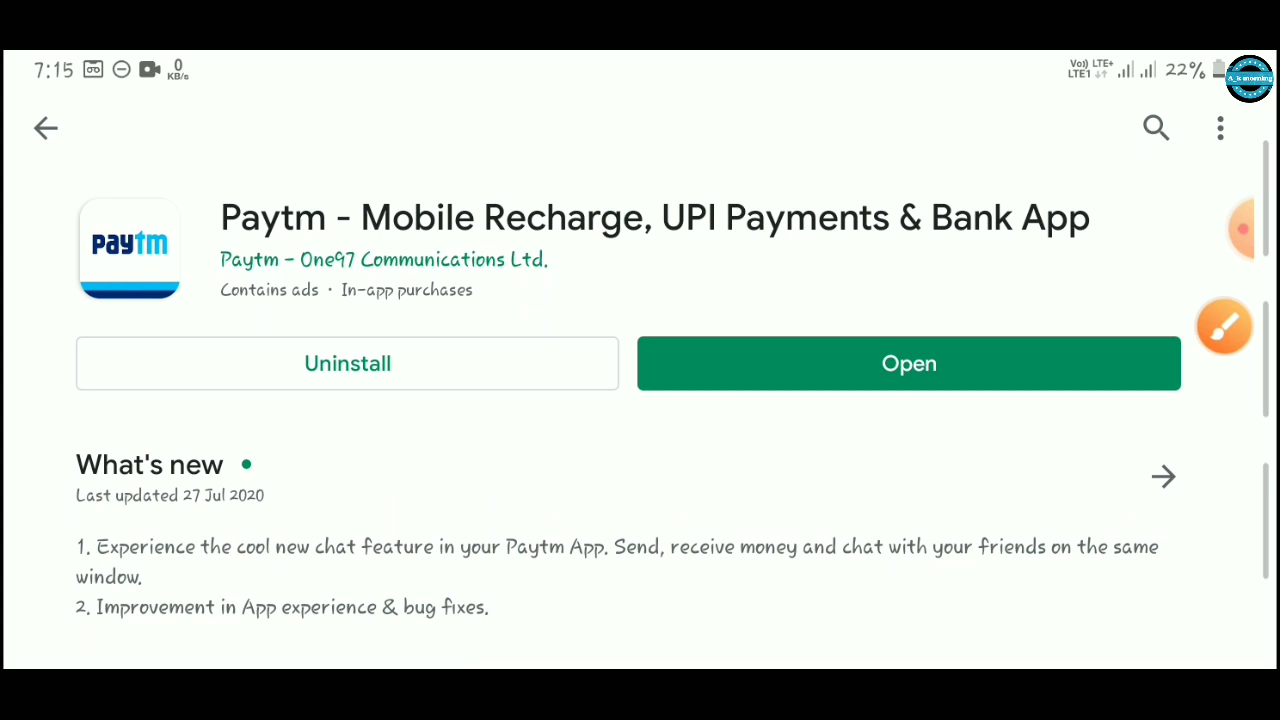 7:15 0 KB/s Vo) LTE+ LTE1 22%
A_k morning
Paytm - Mobile Recharge, UPI Payments & Bank App
paytm
Paytm - One97 Communications Ltd.
Contains ads · In-app purchases
Uninstall Open
What's new
Last updated 27 Jul 2020
1. Experience the cool new chat feature in your Paytm App. Send, receive money and chat with your friends on the same
window.
2. Improvement in App experience & bug fixes.